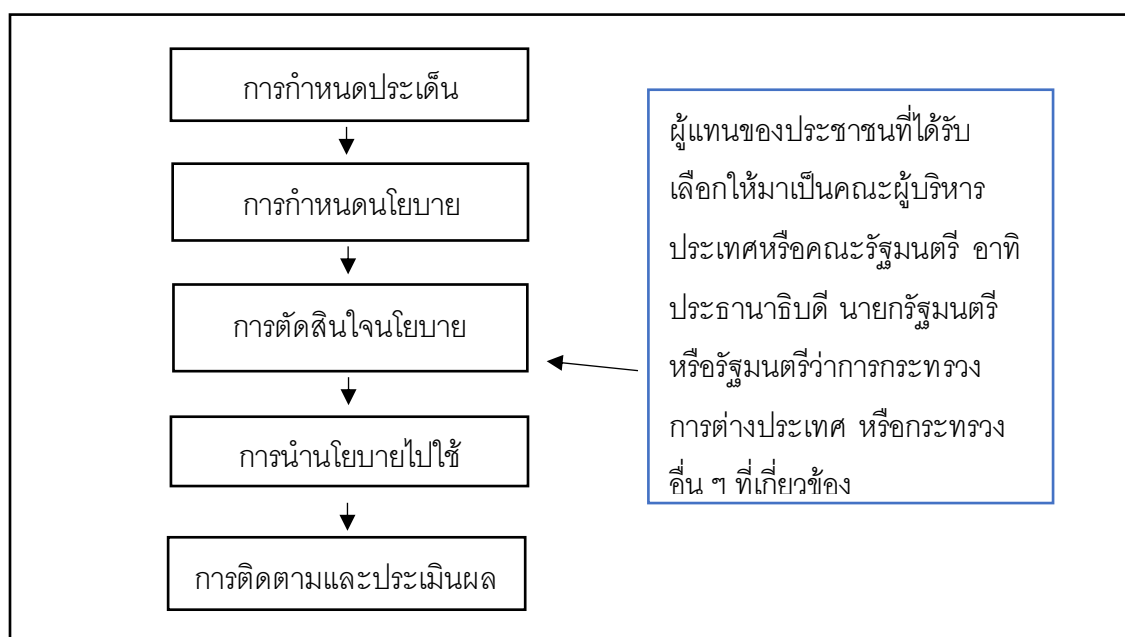 การกำหนดประเด็น
การกำหนดนโยบาย
การตัดสินใจนโยบาย
การนำนโยบายไปใช้
การติดตามและประเมินผล
ผู้แทนของประชาชนที่ได้รับ
เลือกให้มาเป็นคณะผู้บริหาร
ประเทศหรือคณะรัฐมนตรี อาทิ
ประธานาธิบดี นายกรัฐมนตรี
หรือรัฐมนตรีว่าการกระทรวง
การต่างประเทศ หรือกระทรวง
อื่น ๆ ที่เกี่ยวข้อง